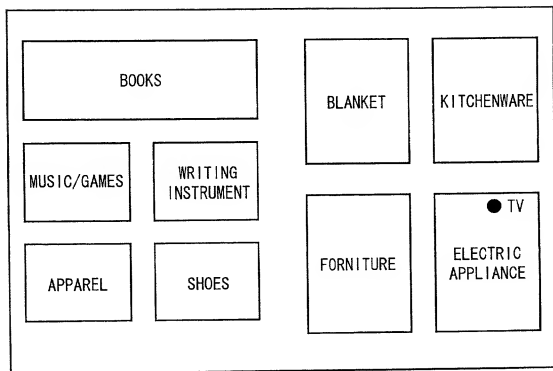 BOOKS
BLANKET
KITCHENWARE
MUSIC/GAMES
WRITING
INSTRUMENT
TV
FORNITURE
ELECTRIC
APPLIANCE
APPAREL
SHOES